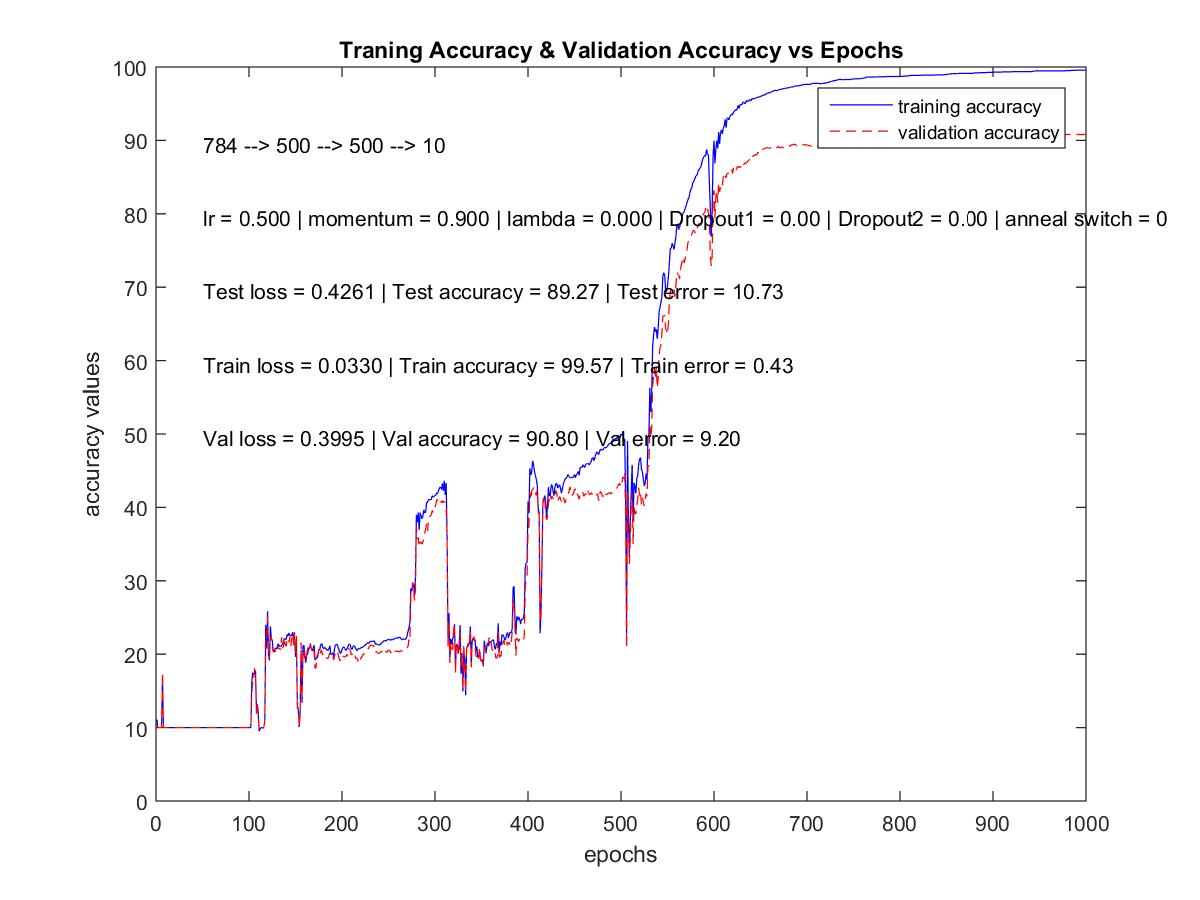 Traning Accuracy & Validation Accuracy vs Epochs
100
90
80
70
60
50
40
30
20
10
0
accuracy values
training accuracy
validation accuracy
784 --> 500 --> 500 --> 10
lr = 0.500 | momentum = 0.900 | lambda = 0.000 | Dropout1 = 0.00 | Dropout2 = 0.00 | anneal switch = 0
Test loss = 0.4261 | Test accuracy = 89.27 | Test error = 10.73
Train loss = 0.0330 | Train accuracy = 99.57 | Train error = 0.43
Val loss = 0.3995 | Val accuracy = 90.80 | Val error = 9.20
0 100 200 300 400 500 600 700 800 900 1000
epochs